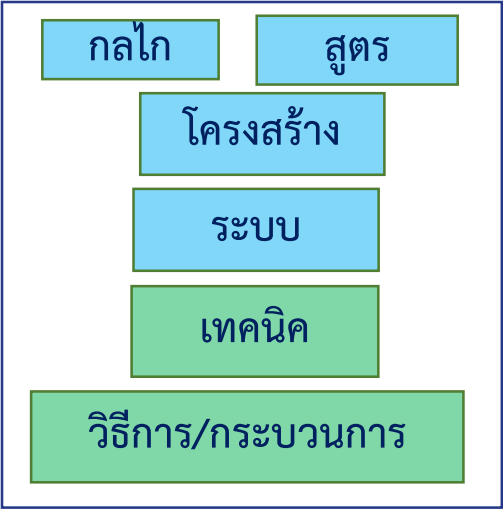 กลไก
สูตร
โครงสร้าง
ระบบ
เทคนิค
วิธีการ/กระบวนการ